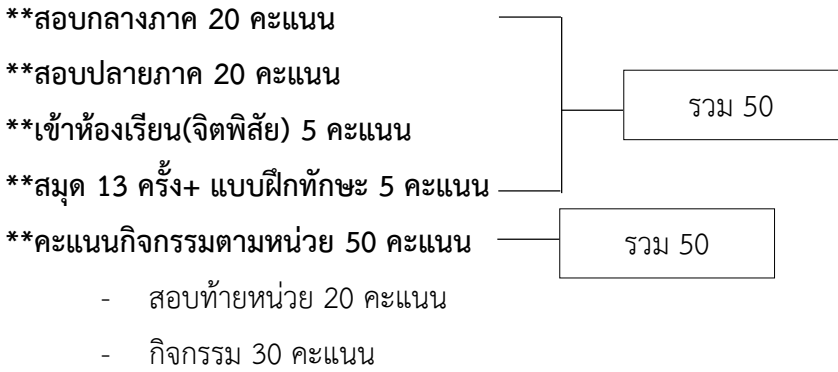 **สอบกลางภาค 20 คะแนน
**สอบปลายภาค 20 คะแนน
รวม 50
**เข้าห้องเรียน(จิตพิสัย) 5 คะแนน
**สมุด 13 ครั้ง+ แบบฝึกทักษะ 5 คะแนน
**คะแนนกิจกรรมตามหน่วย 50 คะแนน
รวม 50
- สอบท้ายหน่วย 20 คะแนน
- กิจกรรม 30 คะแนน